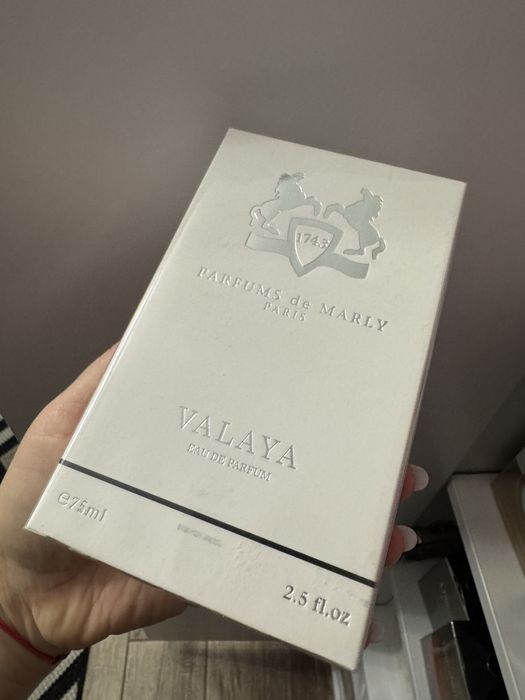 1743
PARFUMS de MARLY
PARIS
VALAYA
EAU DE PARFUM
℮75ml
2.5 fl.oz